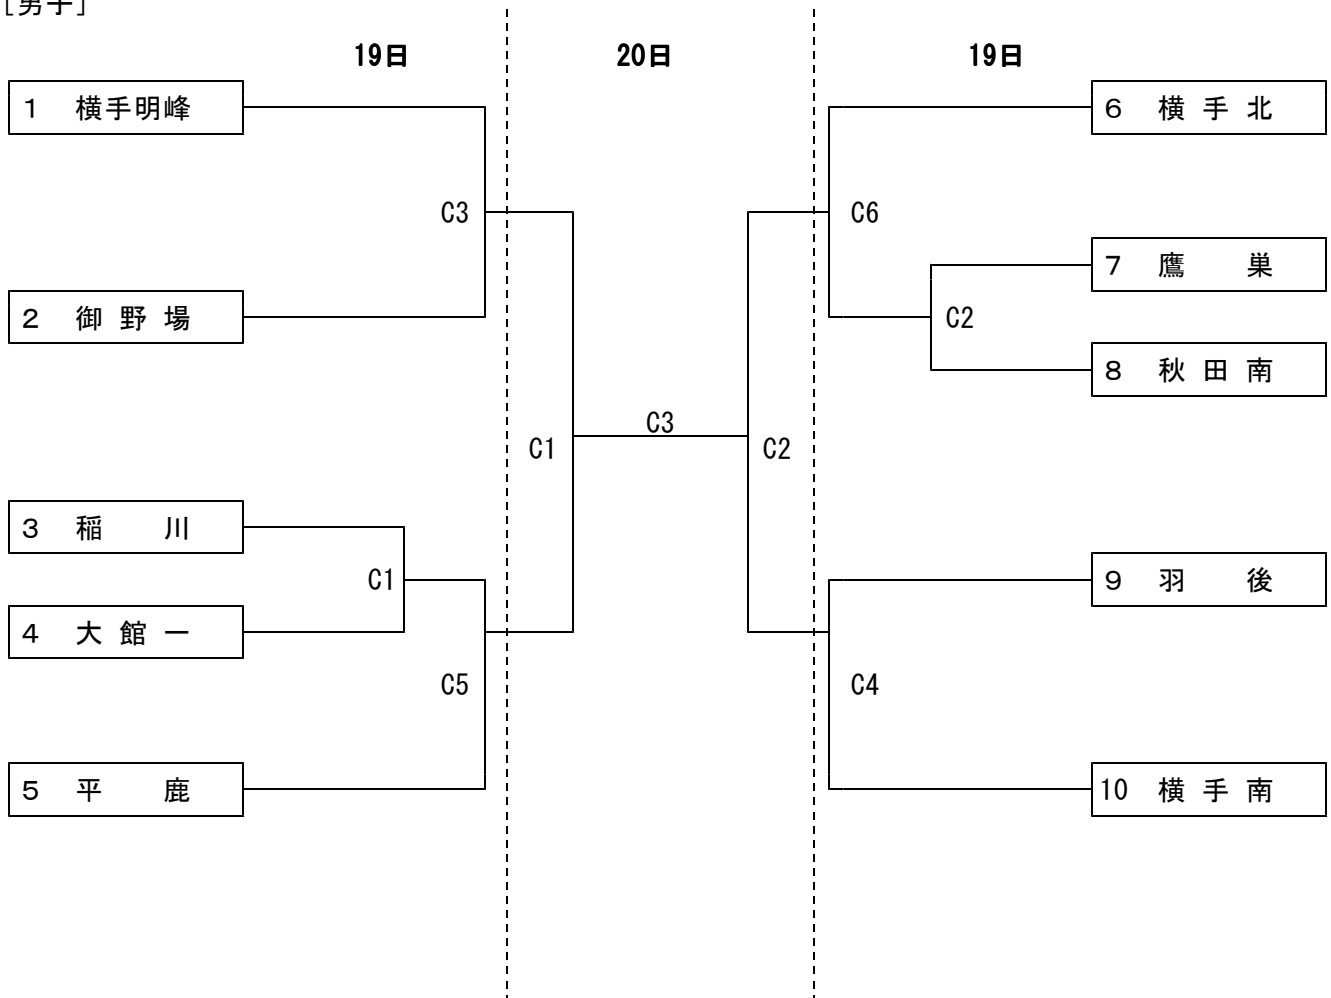 ［男子］
19日 20日 19日
1 横手明峰
6 横手北
C3
C6
7 鷹巣
2 御野場
C2
8 秋田南
C3
C1
C2
3 稲川
C1
9 羽後
4 大館一
C5
C4
5 平鹿
10 横手南